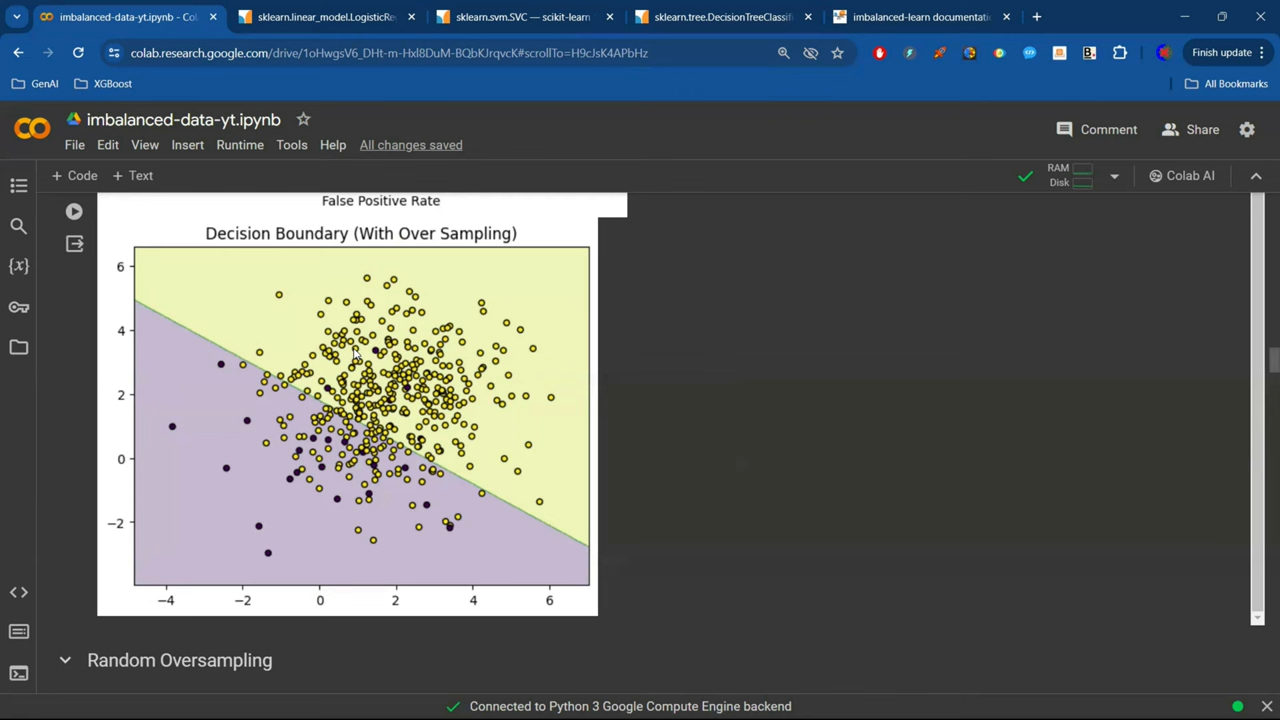 imbalanced-data-yt.ipynb - Col
sklearn.linear_model.LogisticRe
sklearn.svm.SVC — scikit-learn
sklearn.tree.DecisionTreeClassifi
imbalanced-learn documentatio
colab.research.google.com/drive/1oHwgsV6_DHt-m-Hxl8DuM-BQbKJrqvcK#scrollTo=H9cJsK4APbHz
Finish update
GenAI
XGBoost
All Bookmarks
imbalanced-data-yt.ipynb
Comment
Share
File Edit View Insert Runtime Tools Help All changes saved
+ Code + Text
RAM
Disk
Colab AI
False Positive Rate
Decision Boundary (With Over Sampling)
6
4
2
0
−2
−4 −2 0 2 4 6
Random Oversampling
Connected to Python 3 Google Compute Engine backend